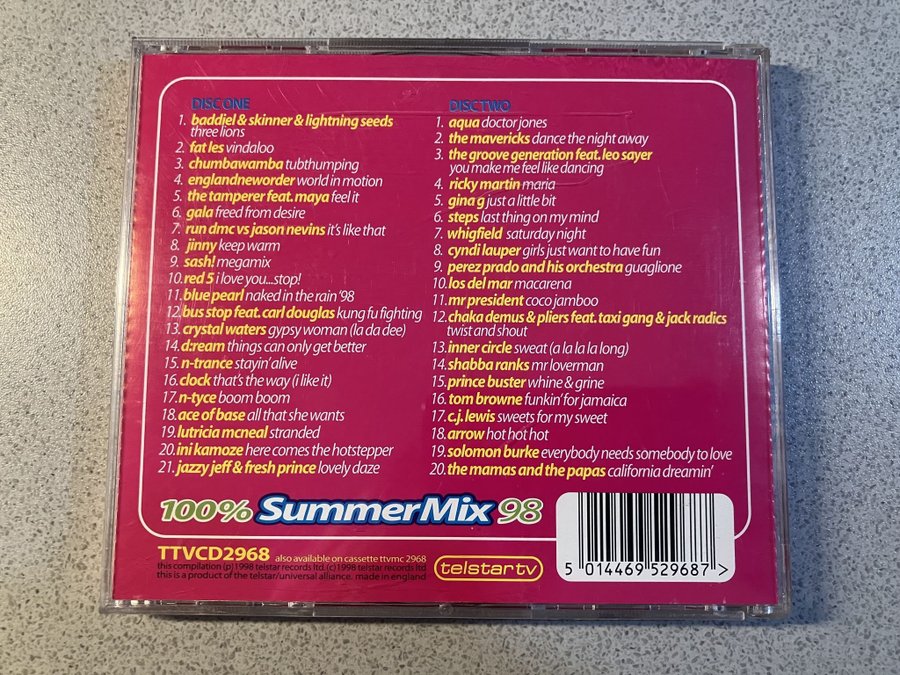 DISC ONE
1. baddiel & skinner & lightning seeds
three lions
2. fat les vindaloo
3. chumbawamba tubthumping
4. englandneworder world in motion
5. the tamperer feat. maya feel it
6. gala freed from desire
7. run dmc vs jason nevins it's like that
8. jinny keep warm
9. sash! megamix
10. red 5 i love you...stop!
11. blue pearl naked in the rain '98
12. bus stop feat. carl douglas kung fu fighting
13. crystal waters gypsy woman (la da dee)
14. d:ream things can only get better
15. n-trance stayin' alive
16. clock that's the way (i like it)
17. n-tyce boom boom
18. ace of base all that she wants
19. lutricia mcneal stranded
20. ini kamoze here comes the hotstepper
21. jazzy jeff & fresh prince lovely daze
DISC TWO
1. aqua doctor jones
2. the mavericks dance the night away
3. the groove generation feat. leo sayer
you make me feel like dancing
4. ricky martin maria
5. gina g just a little bit
6. steps last thing on my mind
7. whigfield saturday night
8. cyndi lauper girls just want to have fun
9. perez prado and his orchestra guaglione
10. los del mar macarena
11. mr president coco jamboo
12. chaka demus & pliers feat. taxi gang & jack radics
twist and shout
13. inner circle sweat (a la la la long)
14. shabba ranks mr loverman
15. prince buster whine & grine
16. tom browne funkin' for jamaica
17. c.j. lewis sweets for my sweet
18. arrow hot hot hot
19. solomon burke everybody needs somebody to love
20. the mamas and the papas california dreamin'
100% SummerMix 98
TTVCD2968 also available on cassette ttvmc 2968
this compilation (p)1998 telstar records ltd. (c)1998 telstar records ltd
this is a product of the telstar/universal alliance. made in england
telstar tv
5 014469 529687 >